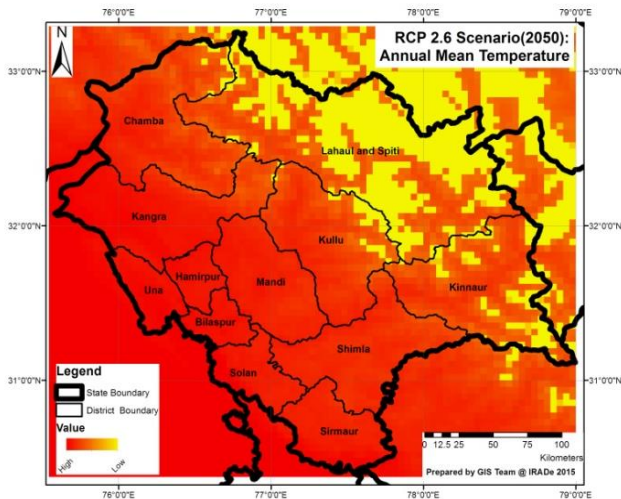 76°0'0"E 77°0'0"E 78°0'0"E 79°0'0"E
N
RCP 2.6 Scenario(2050):
Annual Mean Temperature
33°0'0"N 33°0'0"N
Chamba
Lahaul and Spiti
Kangra
32°0'0"N 32°0'0"N
Kullu
Hamirpur
Mandi
Kinnaur
Una
Bilaspur
Shimla
Legend
State Boundary
District Boundary
Value
High
Low
Solan
31°0'0"N 31°0'0"N
Sirmaur
0 12.5 25 50 75 100
Kilometers
Prepared by GIS Team @ IRADe 2015
76°0'0"E 77°0'0"E 78°0'0"E 79°0'0"E